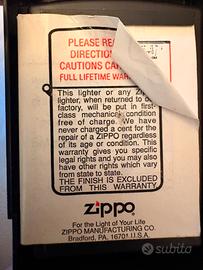 PLEASE RE
DIRECTION
CAUTIONS CA
FULL LIFETIME WAR
This lighter or any Zip
lighter, when returned to
factory, will be put in first-
class mechanical condition
free of charge. We have
never charged a cent for the
repair of a ZIPPO regardless
of its age or condition. This
warranty gives you specific
legal rights and you may also
have other rights which vary
from state to state.
THE FINISH IS EXCLUDED
FROM THIS WARRANTY.
zippo
For the Light of Your Life
ZIPPO MANUFACTURING CO.
Bradford, PA. 16701 U.S.A.
subito